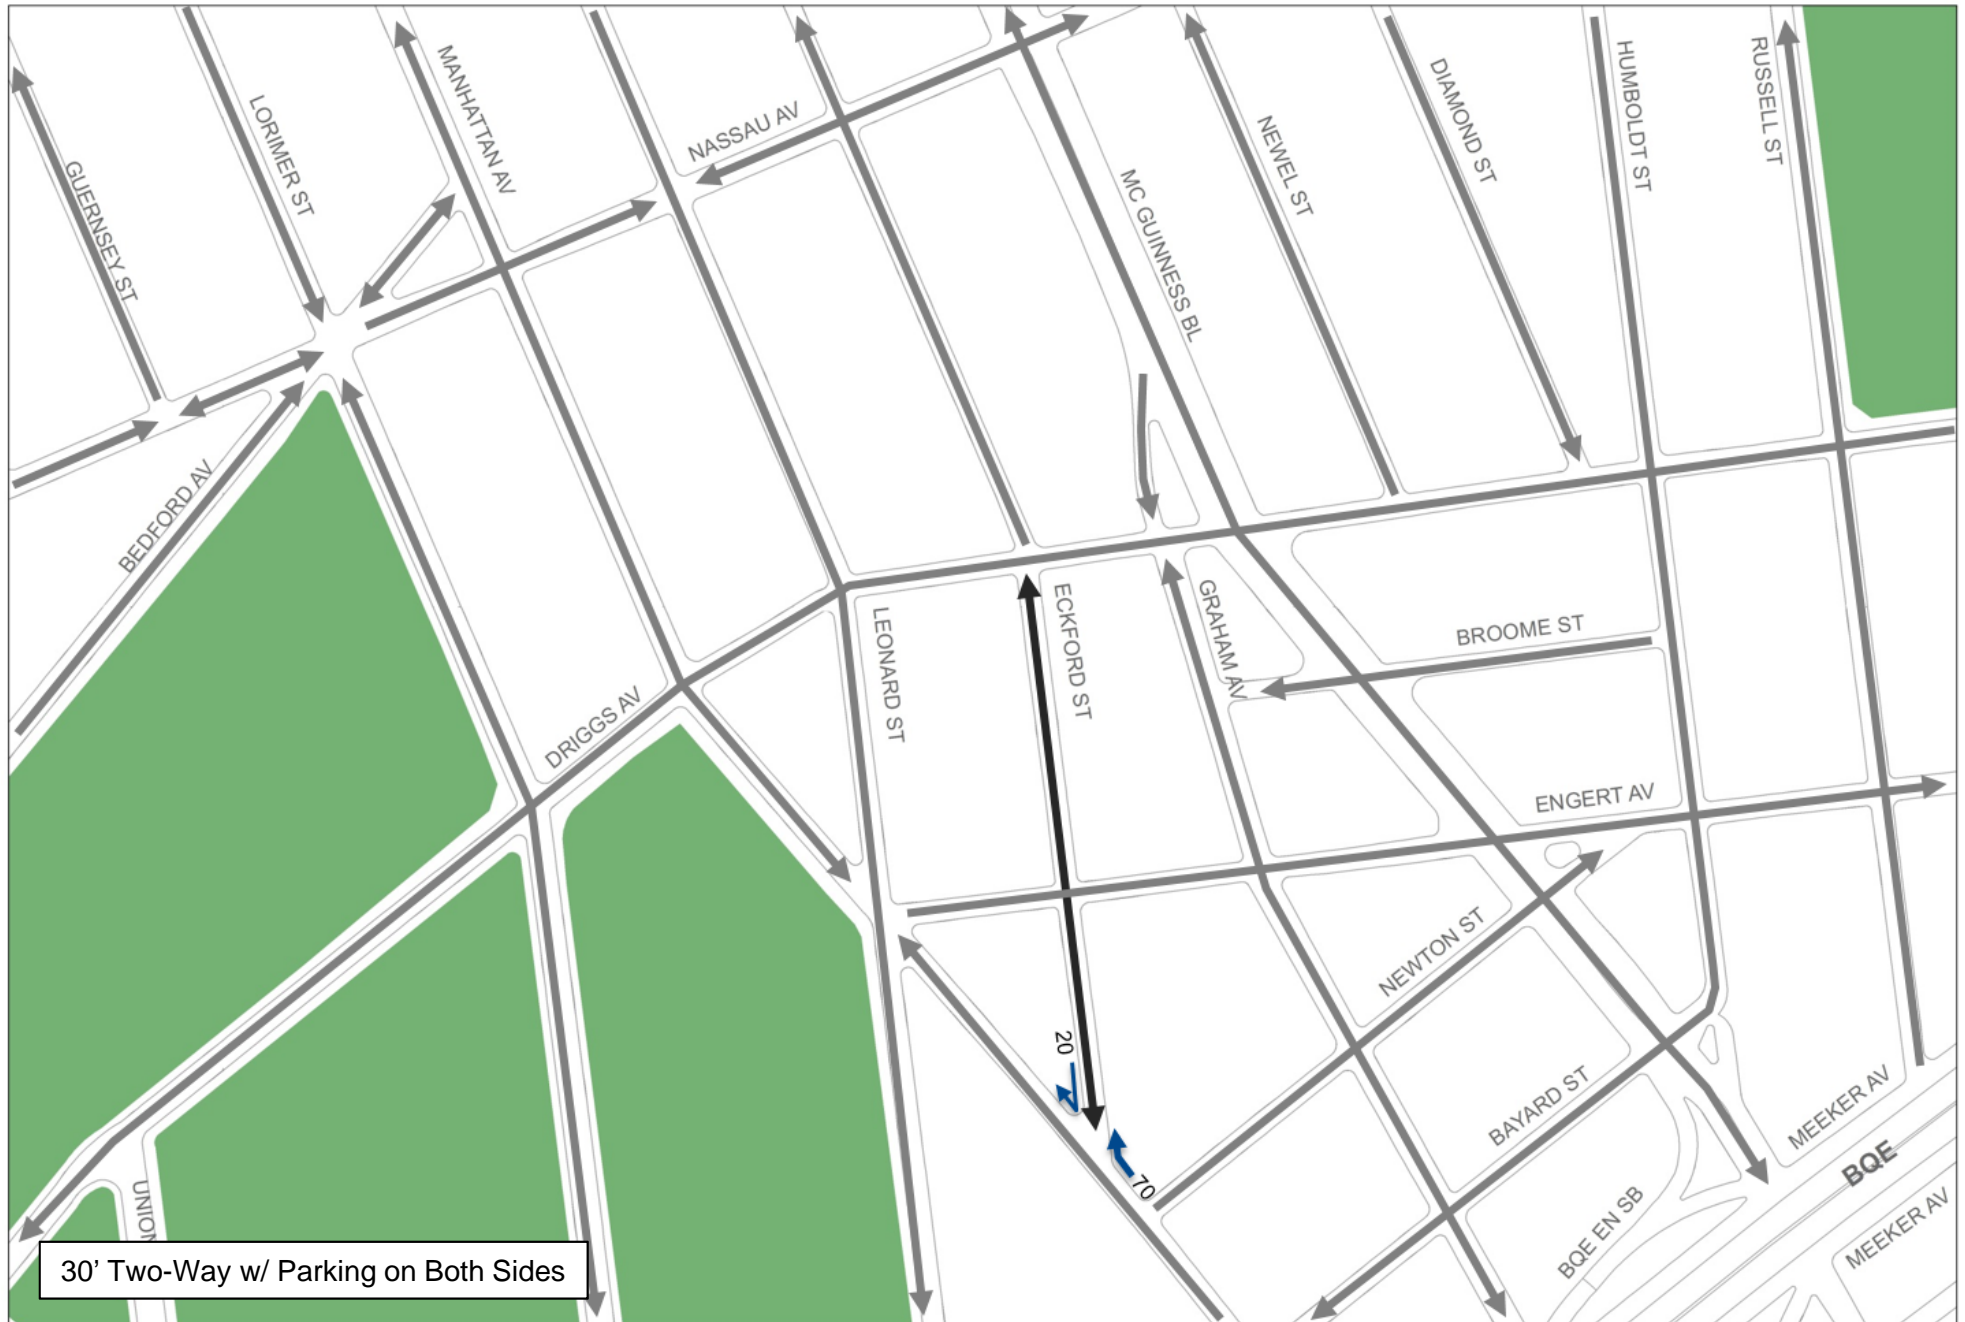 GUERNSEY ST
LORIMER ST
MANHATTAN AV
NASSAU AV
MC GUINNESS BL
NEWEL ST
DIAMOND ST
HUMBOLDT ST
RUSSELL ST
BEDFORD AV
DRIGGS AV
LEONARD ST
ECKFORD ST
GRAHAM AV
BROOME ST
ENGERT AV
NEWTON ST
BAYARD ST
MEEKER AV
BQE
MEEKER AV
BQE EN SB
20
70
UNION
30' Two-Way w/ Parking on Both Sides